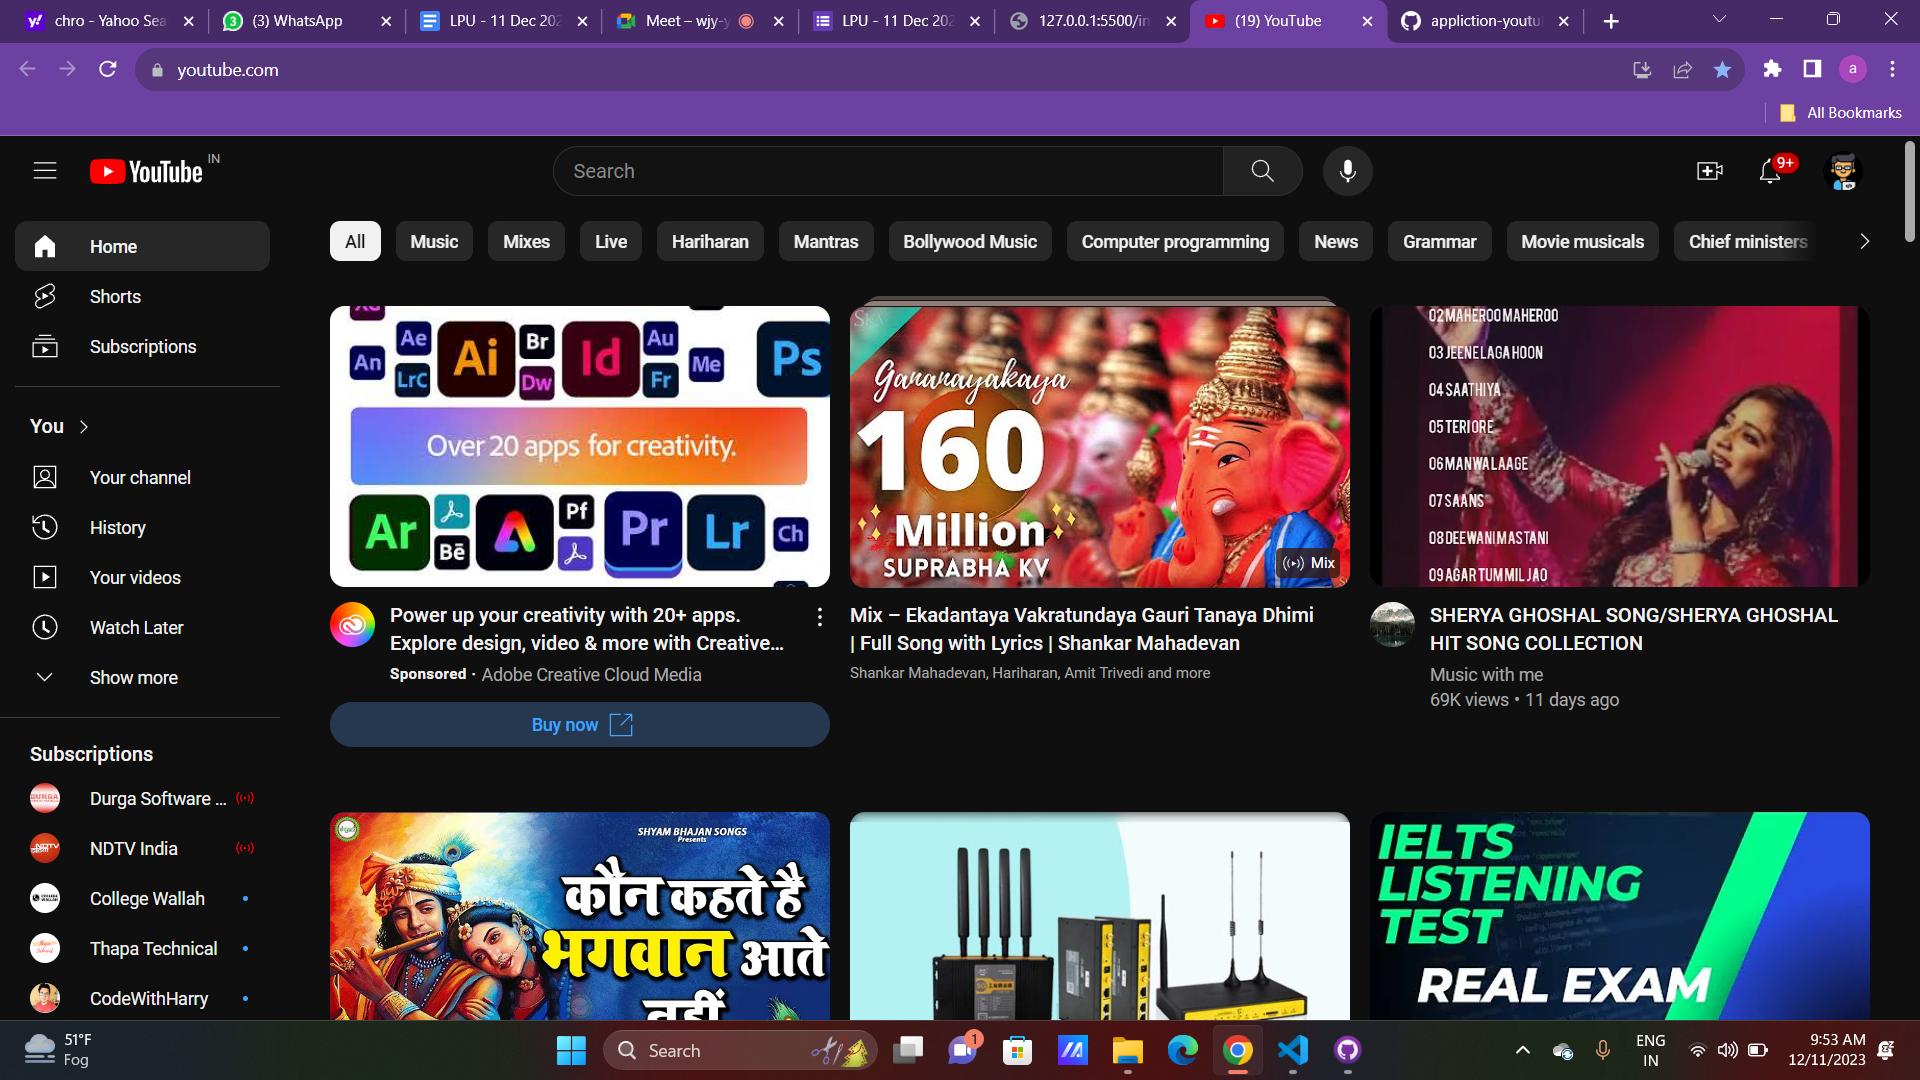 chro - Yahoo Sea
(3) WhatsApp
LPU - 11 Dec 202
Meet – wjy-y
LPU - 11 Dec 202
127.0.0.1:5500/in
(19) YouTube
appliction-youtu
youtube.com
a
All Bookmarks
YouTube IN
Search
9+
Home
Shorts
Subscriptions
You
Your channel
History
Your videos
Watch Later
Show more
Subscriptions
Durga Software ...
NDTV India
College Wallah
Thapa Technical
CodeWithHarry
All
Music
Mixes
Live
Hariharan
Mantras
Bollywood Music
Computer programming
News
Grammar
Movie musicals
Chief ministers
An
Ae
Lrc
Ai
Br
Dw
Id
Au
Fr
Me
Ps
Over 20 apps for creativity.
Ar
Bē
Pf
Pr
Lr
Ch
Power up your creativity with 20+ apps.
Explore design, video & more with Creative...
Sponsored · Adobe Creative Cloud Media
Buy now
Gananayakaya
160
Million
SUPRABHA KV
Mix
Mix – Ekadantaya Vakratundaya Gauri Tanaya Dhimi
| Full Song with Lyrics | Shankar Mahadevan
Shankar Mahadevan, Hariharan, Amit Trivedi and more
02 MAHEROO MAHEROO
03 JEENE LAGA HOON
04 SAATHIYA
05 TERI ORE
06 MANWA LAAGE
07 SAANS
08 DEEWANI MASTANI
09 AGAR TUM MIL JAO
SHERYA GHOSHAL SONG/SHERYA GHOSHAL
HIT SONG COLLECTION
Music with me
69K views • 11 days ago
SHYAM BHAJAN SONGS
Presents
कौन कहते है
भगवान आते
नहीं
IELTS
LISTENING
TEST
REAL EXAM
51°F
Fog
Search
1
ENG
IN
9:53 AM
12/11/2023